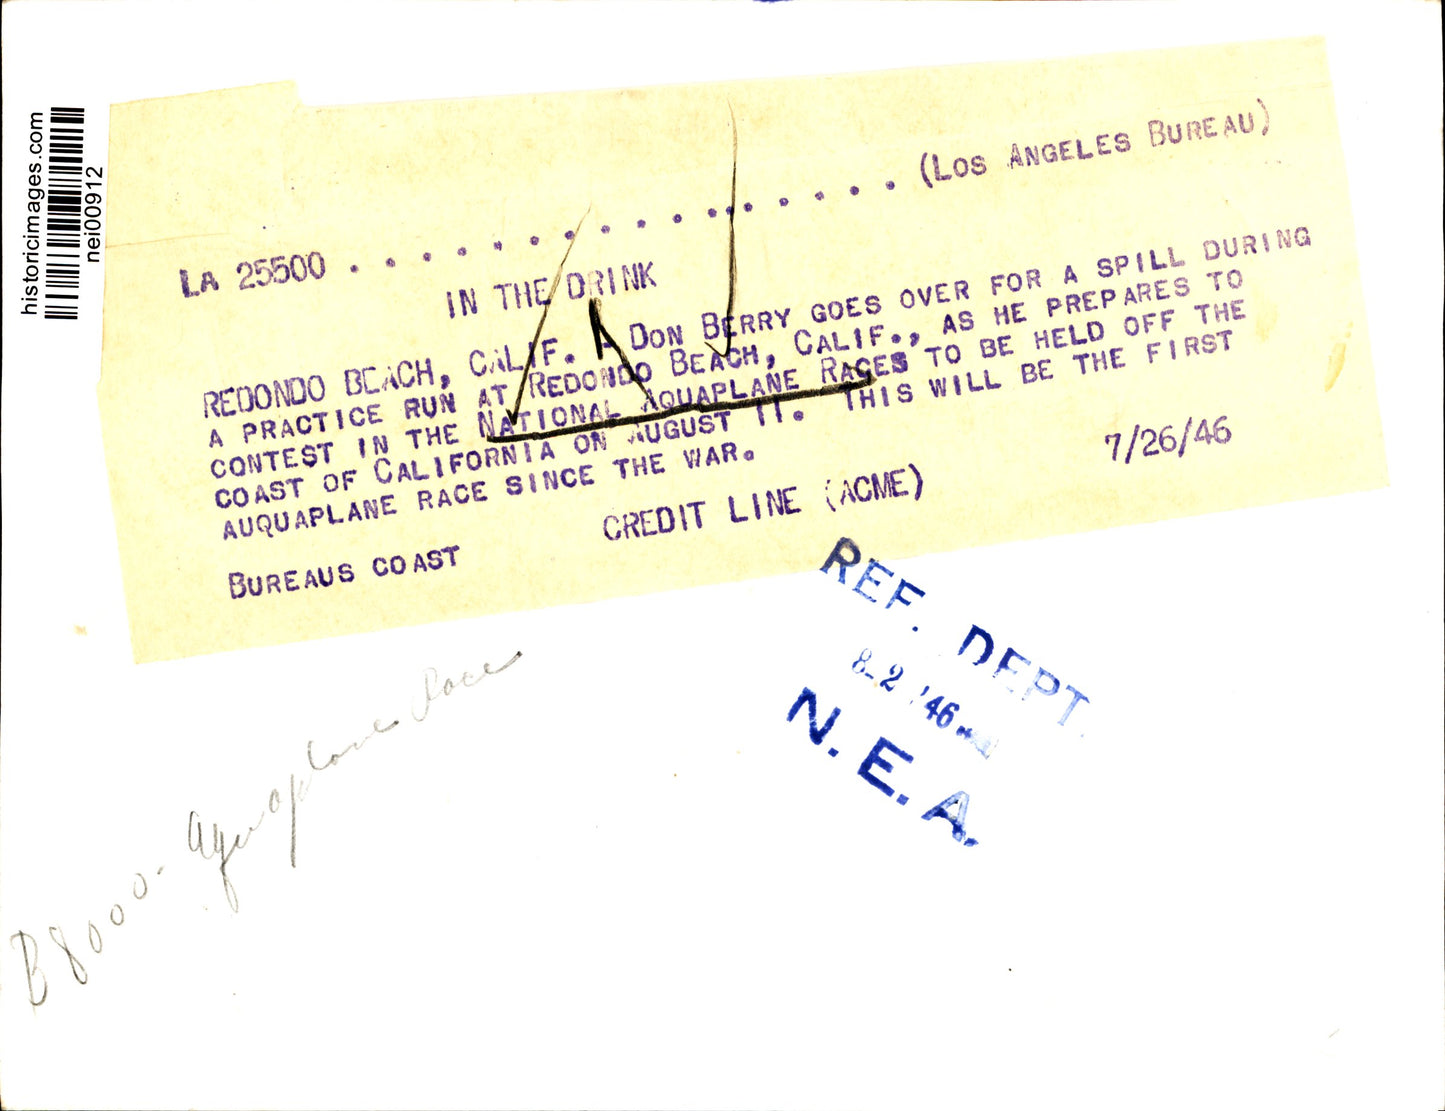 historicimages.com
nei00912
LA 25500 . . . . . . . . . . . . . . . . (LOS ANGELES BUREAU)
IN THE DRINK
REDONDO BEACH, CALIF. - DON BERRY GOES OVER FOR A SPILL DURING
A PRACTICE RUN AT REDONDO BEACH, CALIF., AS HE PREPARES TO
CONTEST IN THE NATIONAL AQUAPLANE RACES TO BE HELD OFF THE
COAST OF CALIFORNIA ON AUGUST 11. THIS WILL BE THE FIRST
AUQUAPLANE RACE SINCE THE WAR.
CREDIT LINE (ACME) 7/26/46
BUREAUS COAST
REF. DEPT
8-2 '46
N. E. A.
B8000- Aquaplane Race